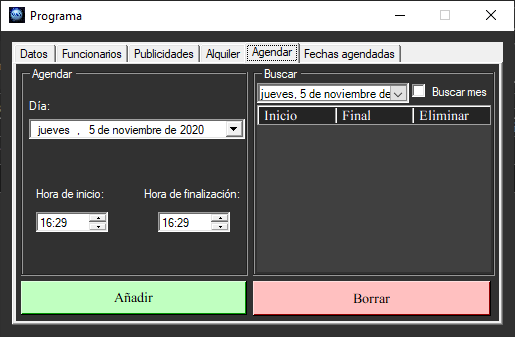 Programa
Datos Funcionarios Publicidades Alquiler Agendar Fechas agendadas
Agendar
Día:
jueves , 5 de noviembre de 2020
Hora de inicio: Hora de finalización:
16:29 16:29
Añadir
Buscar
jueves, 5 de noviembre de Buscar mes
Inicio Final Eliminar
Borrar